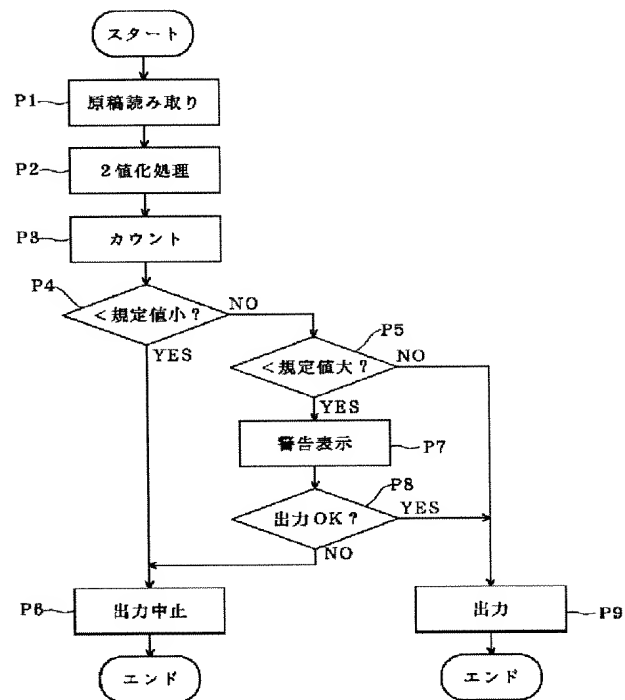 スタート
P1
原稿読み取り
P2
2値化処理
P3
カウント
P4
<規定値小?
NO
YES
P5
<規定値大?
NO
YES
警告表示
P7
P8
出力OK?
YES
NO
P6
出力中止
出力
P9
エンド
エンド